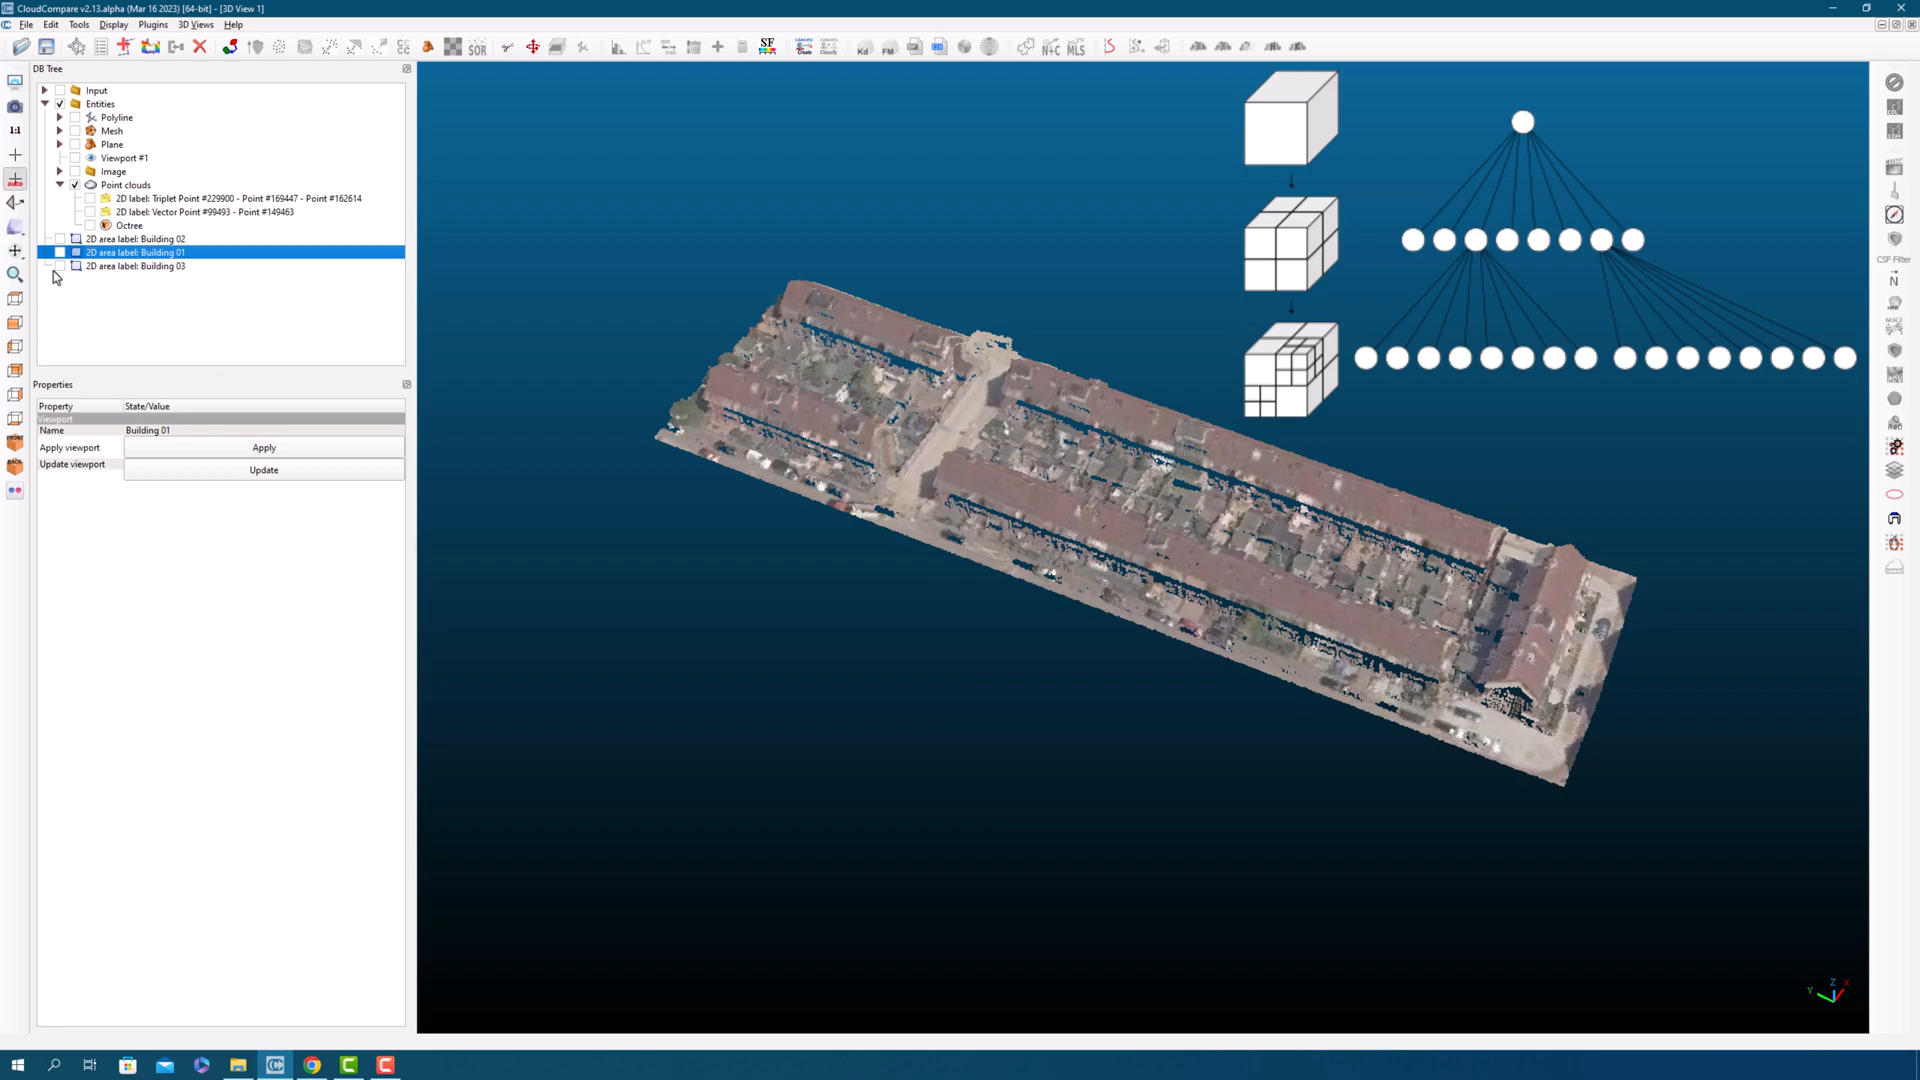 CloudCompare v2.13.alpha (Mar 16 2023) [64-bit] - [3D View 1]
File Edit Tools Display Plugins 3D Views Help
SOR SF Kd FM N+C MLS
DB Tree
Input
Entities
Polyline
Mesh
Plane
Viewport #1
Image
Point clouds
2D label: Triplet Point #229900 - Point #169447 - Point #162614
2D label: Vector Point #99493 - Point #149463
Octree
2D area label: Building 02
2D area label: Building 01
2D area label: Building 03
1:1
auto
FRONT
BACK
Properties
Property State/Value
Viewport
Name Building 01
Apply viewport Apply
Update viewport Update
CSF Filter
N
Y Z X